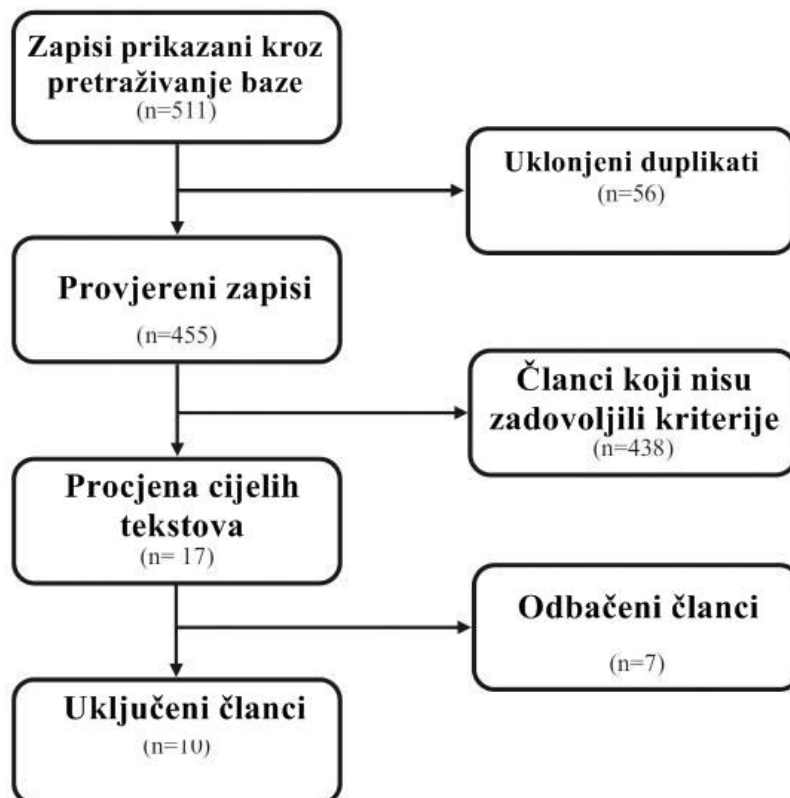 Zapisi prikazani kroz
pretraživanje baze
(n=511)
Uklonjeni duplikati
(n=56)
Provjereni zapisi
(n=455)
Članci koji nisu
zadovoljili kriterije
(n=438)
Procjena cijelih
tekstova
(n= 17)
Odbačeni članci
(n=7)
Uključeni članci
(n=10)